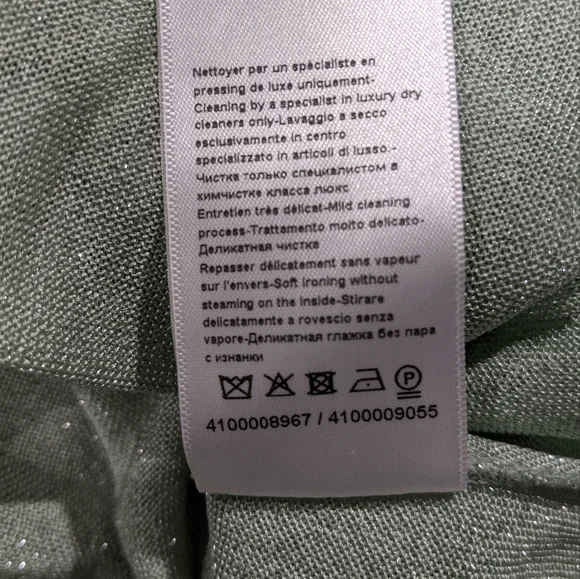 Nettoyer par un spécialiste en
pressing de luxe uniquement-
Cleaning by a specialist in luxury dry
cleaners only-Lavaggio a secco
esclusivamente in centro
specializzato in articoli di lusso.-
Чистка только специалистом в
химчистке класса люкс
Entretien très délicat-Mild cleaning
process-Trattamento molto delicato-
Деликатная чистка
Repasser délicatement sans vapeur
sur l'envers-Soft ironing without
steaming on the inside-Stirare
delicatamente a rovescio senza
vapore-Деликатная глажка без пара
с изнанки
P
4100008967 / 4100009055